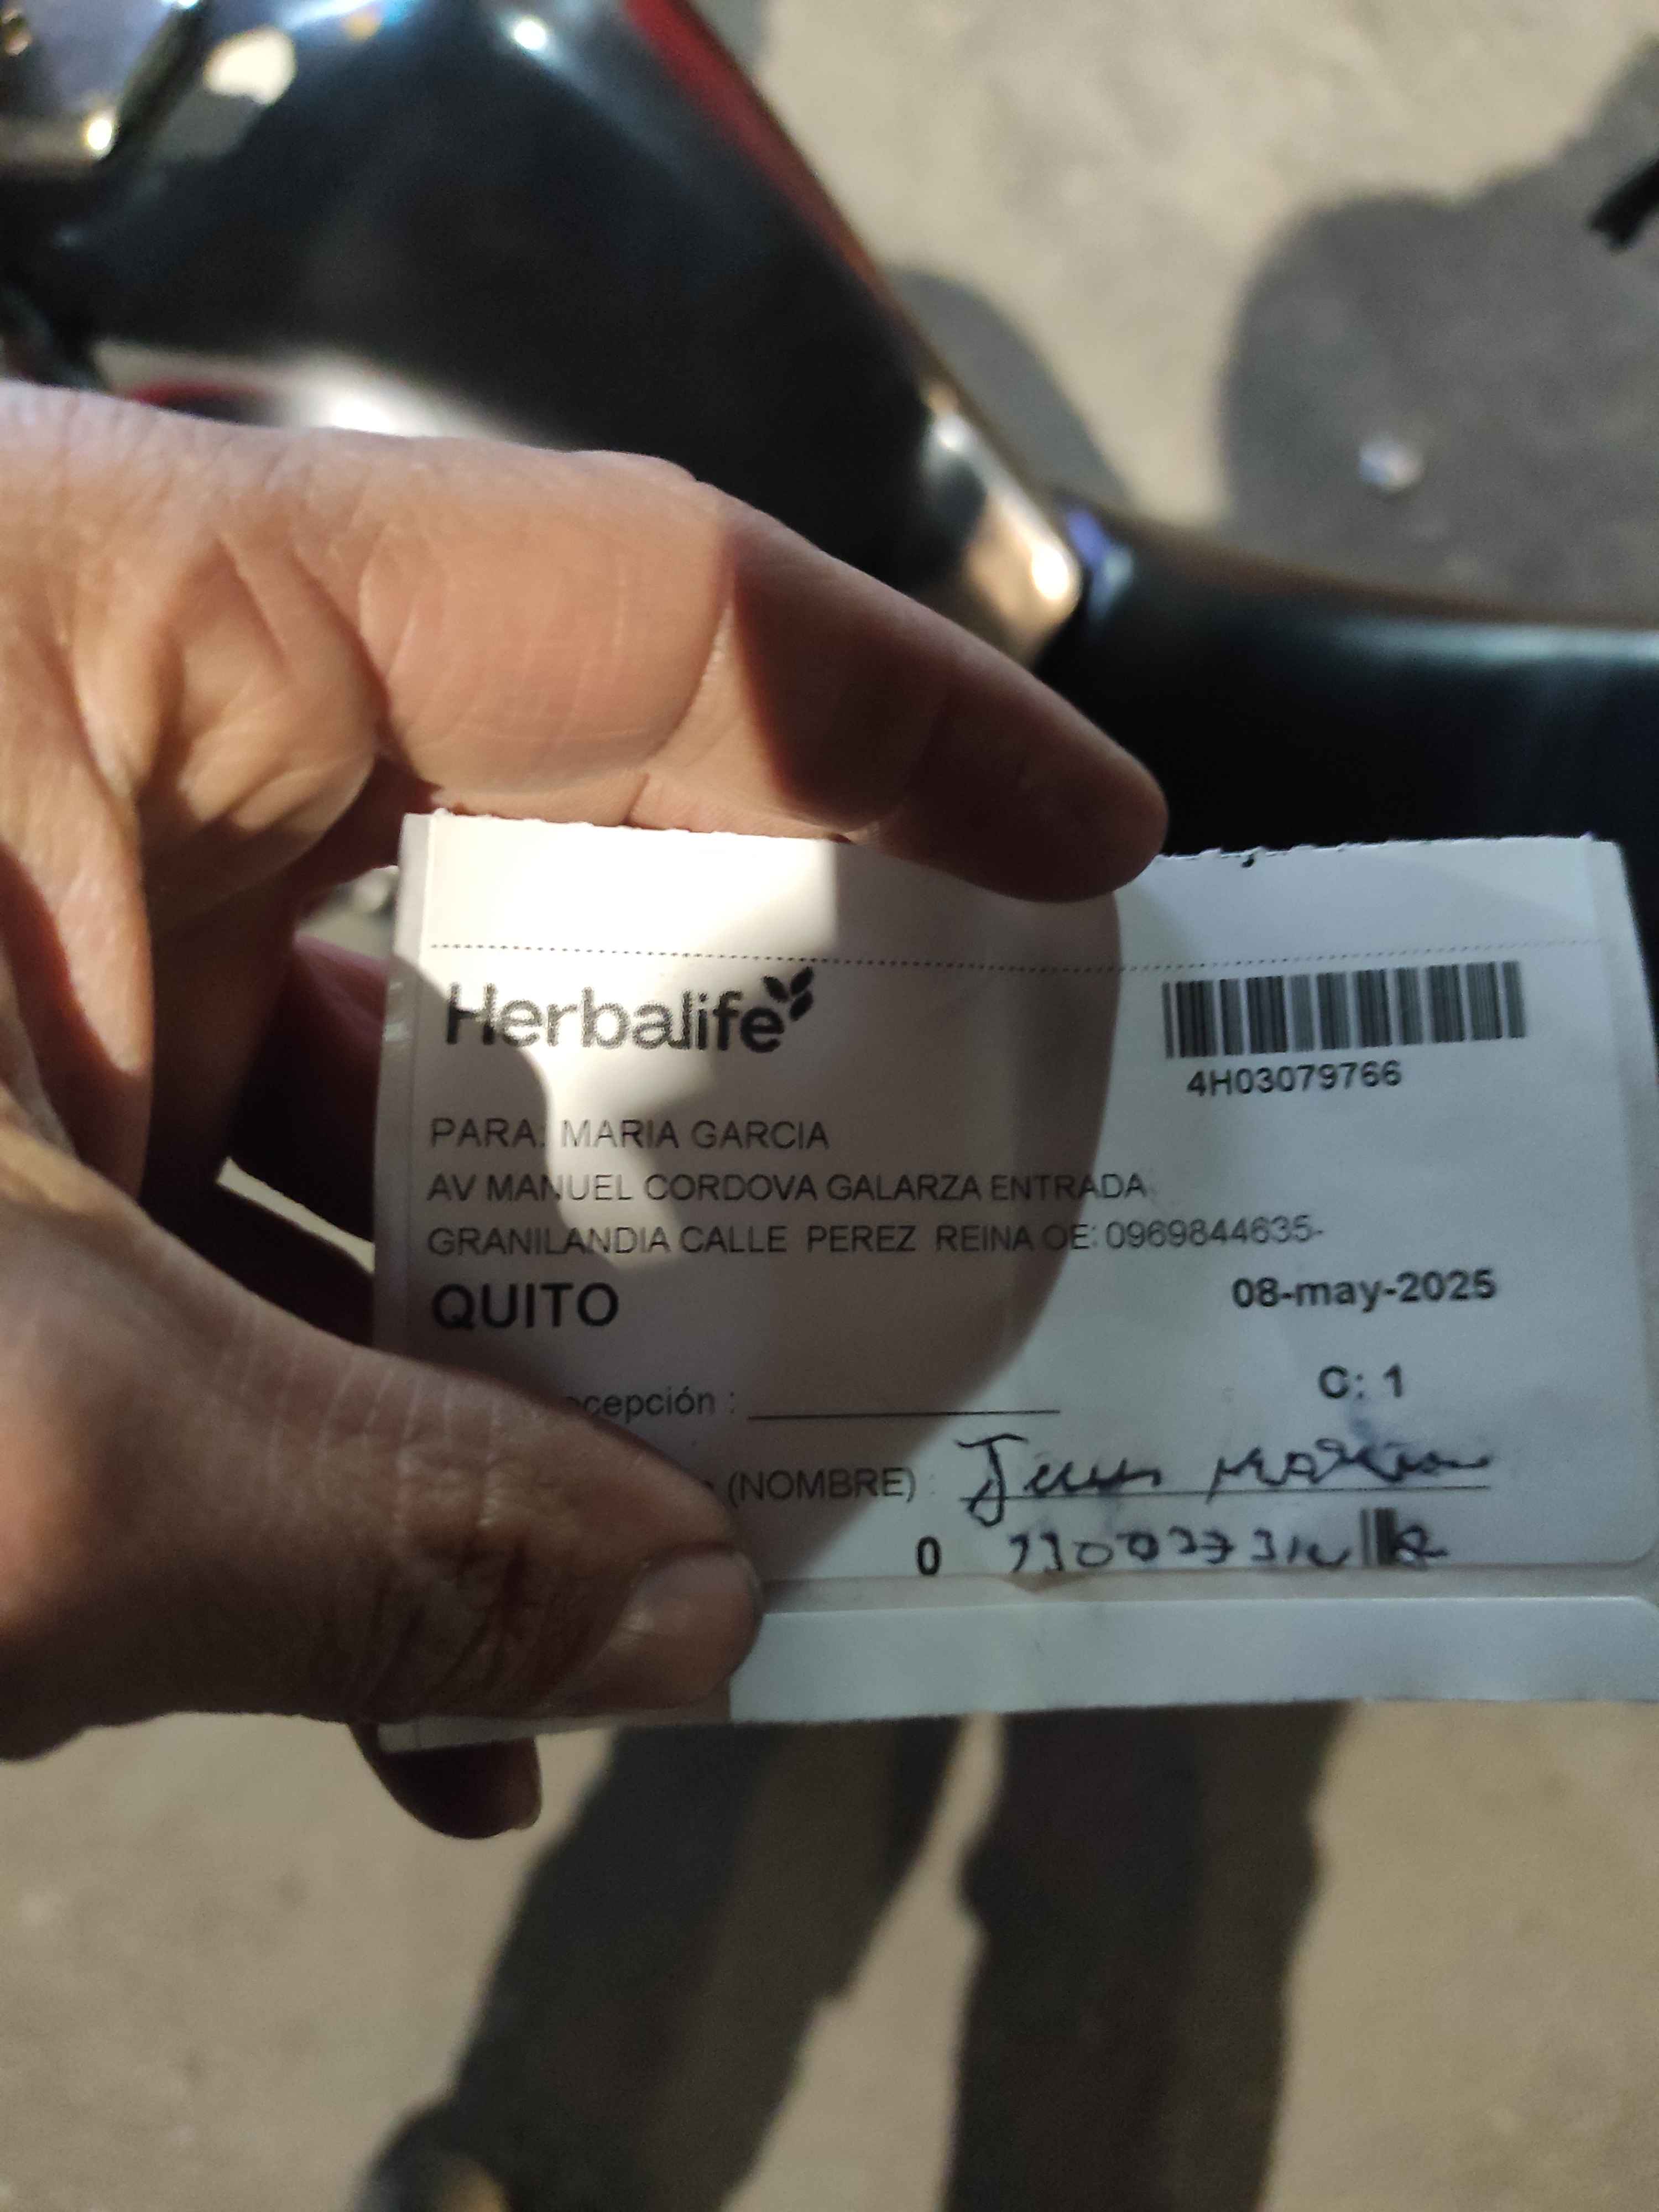 Herbalife
4H03079766
PARA: MARIA GARCIA
AV MANUEL CORDOVA GALARZA ENTRADA
GRANILANDIA CALLE PEREZ REINA OE: 0969844635-
QUITO
08-may-2025
C: 1
cepción :
(NOMBRE) :
0